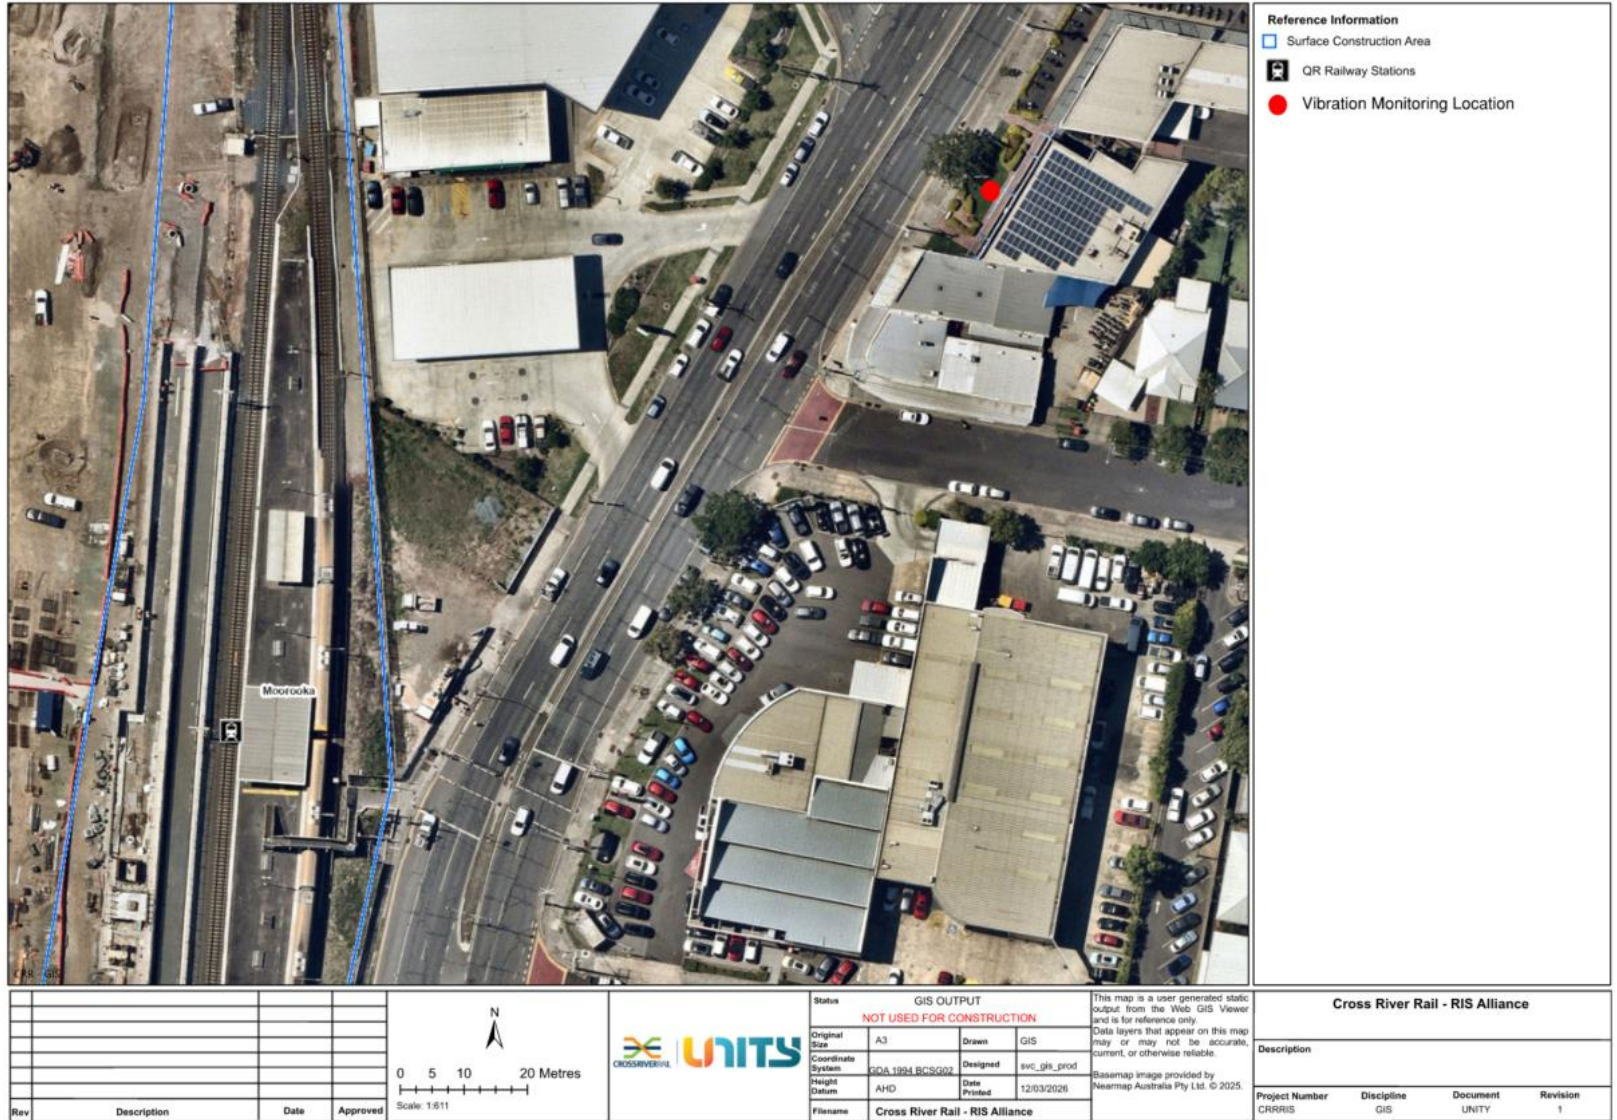 Reference Information
Surface Construction Area
QR Railway Stations
Vibration Monitoring Location
Moorooka
CRR - GIS
Rev Description Date Approved
N
0 5 10 20 Metres
Scale: 1:611
CROSSRIVERRAIL
UNITY
Status GIS OUTPUT
NOT USED FOR CONSTRUCTION
Original Size A3 Drawn GIS
Coordinate System GDA 1994 BCSG02 Designed svc_gis_prod
Height Datum AHD Date Printed 12/03/2026
Filename Cross River Rail - RIS Alliance
This map is a user generated static
output from the Web GIS Viewer
and is for reference only.
Data layers that appear on this map
may or may not be accurate,
current, or otherwise reliable.
Basemap image provided by
Nearmap Australia Pty Ltd. © 2025.
Cross River Rail - RIS Alliance
Description
Project Number Discipline Document Revision
CRRRIS GIS UNITY 1